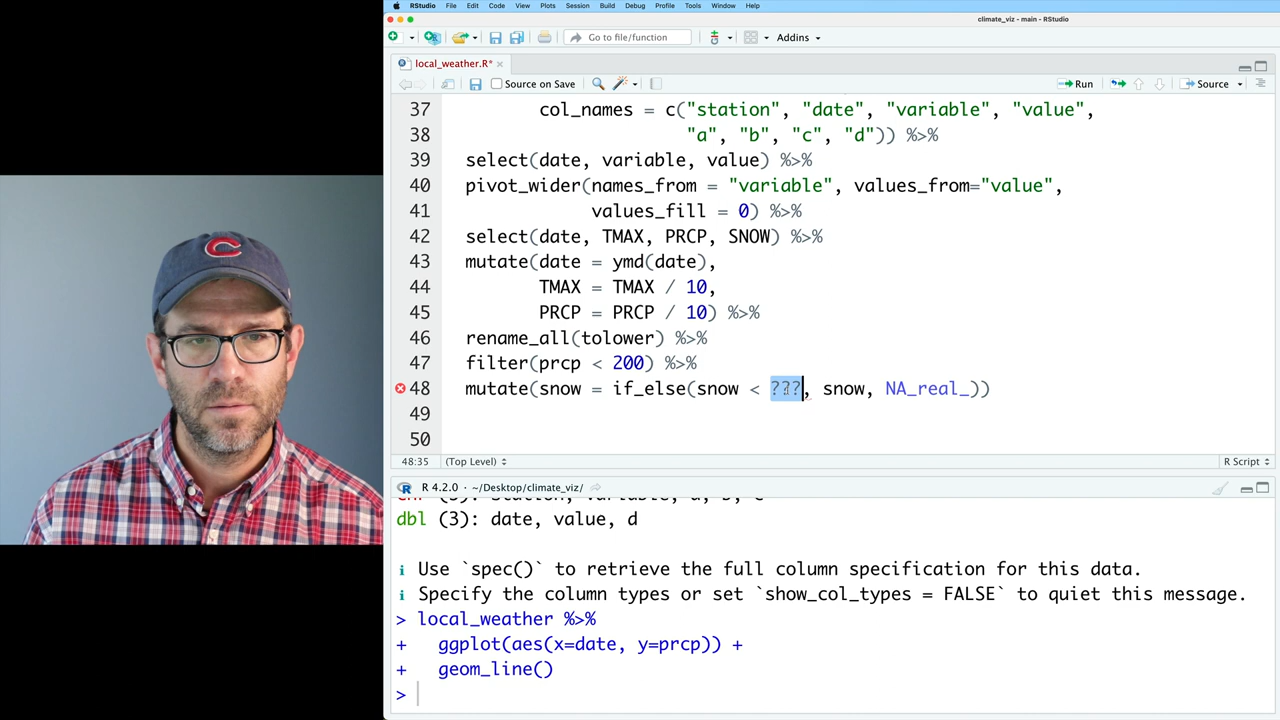 RStudio File Edit Code View Plots Session Build Debug Profile Tools Window Help
climate_viz - main - RStudio
Go to file/function Addins
local_weather.R*
Source on Save Run Source
37 col_names = c("station", "date", "variable", "value",
38 "a", "b", "c", "d")) %>%
39 select(date, variable, value) %>%
40 pivot_wider(names_from = "variable", values_from="value",
41 values_fill = 0) %>%
42 select(date, TMAX, PRCP, SNOW) %>%
43 mutate(date = ymd(date),
44 TMAX = TMAX / 10,
45 PRCP = PRCP / 10) %>%
46 rename_all(tolower) %>%
47 filter(prcp < 200) %>%
48 mutate(snow = if_else(snow < ???, snow, NA_real_))
49
50
48:35 (Top Level) R Script
R 4.2.0 · ~/Desktop/climate_viz/
dbl (3): date, value, d
i Use `spec()` to retrieve the full column specification for this data.
i Specify the column types or set `show_col_types = FALSE` to quiet this message.
> local_weather %>%
+ ggplot(aes(x=date, y=prcp)) +
+ geom_line()
>
C